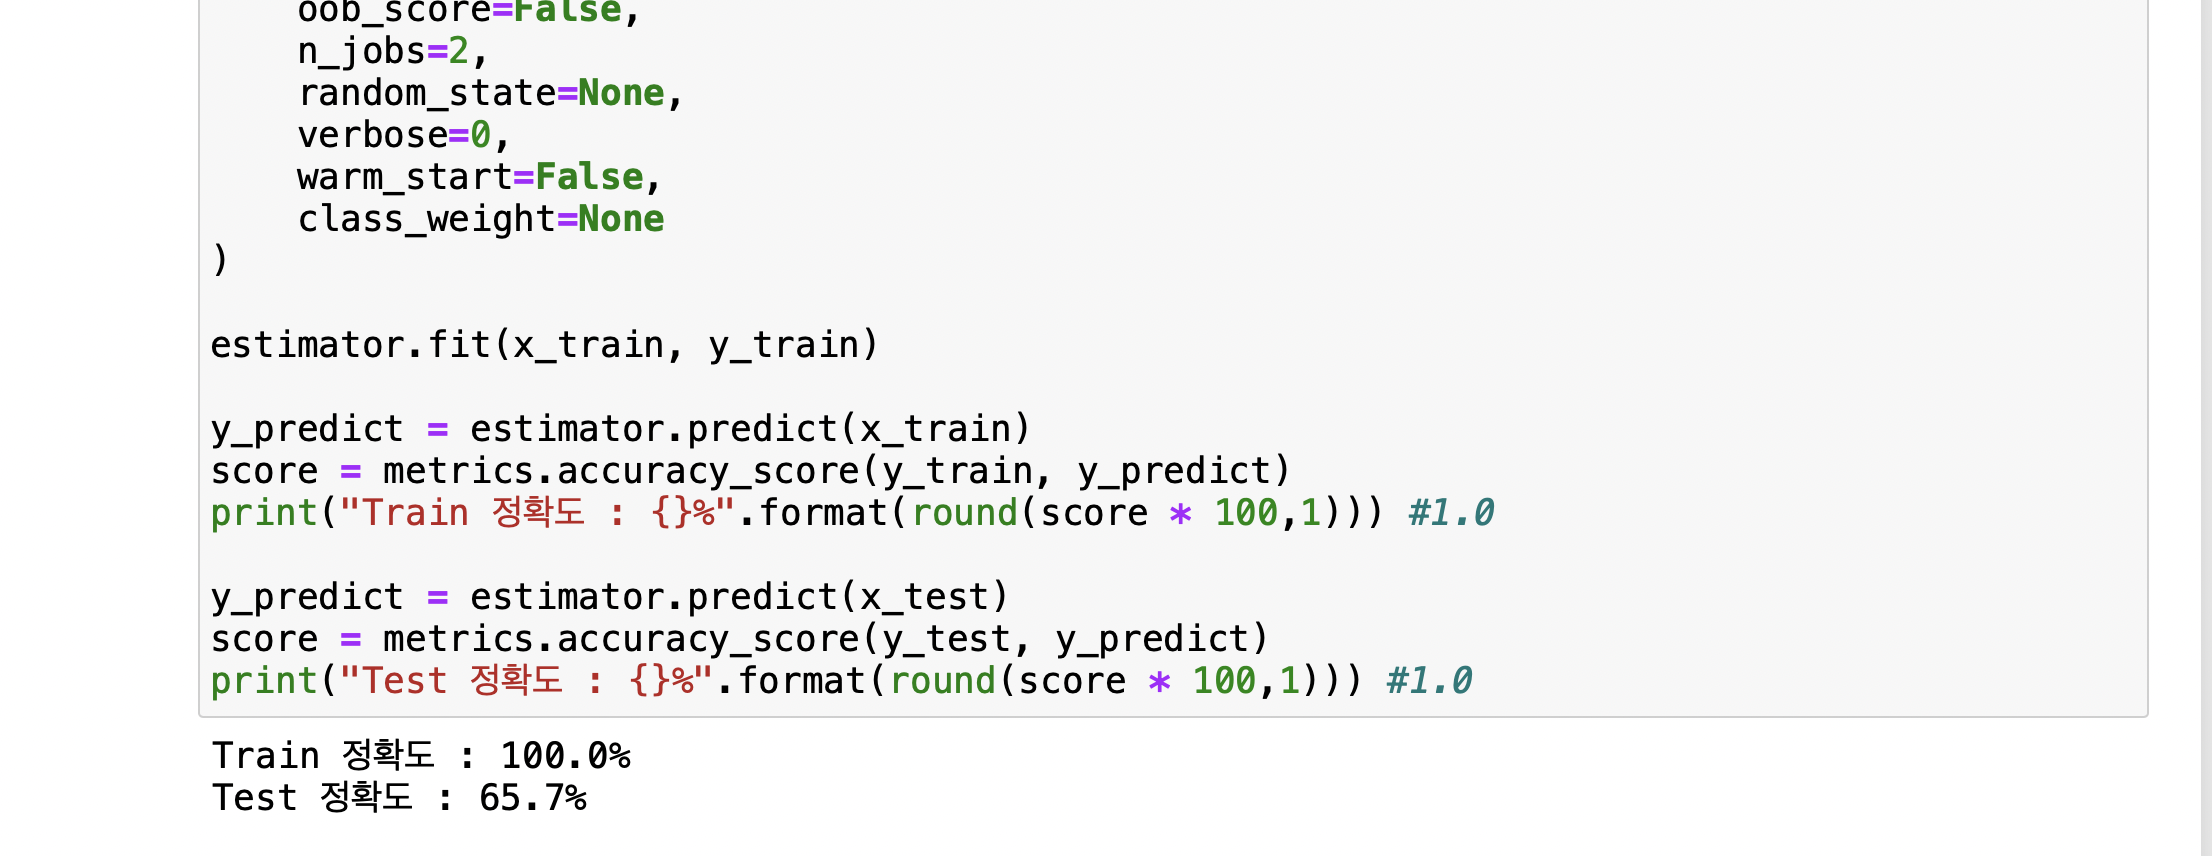 oob_score=False,
n_jobs=2,
random_state=None,
verbose=0,
warm_start=False,
class_weight=None
)
estimator.fit(x_train, y_train)
y_predict = estimator.predict(x_train)
score = metrics.accuracy_score(y_train, y_predict)
print("Train 정확도 : {}%".format(round(score * 100,1))) #1.0
y_predict = estimator.predict(x_test)
score = metrics.accuracy_score(y_test, y_predict)
print("Test 정확도 : {}%".format(round(score * 100,1))) #1.0
Train 정확도 : 100.0%
Test 정확도 : 65.7%